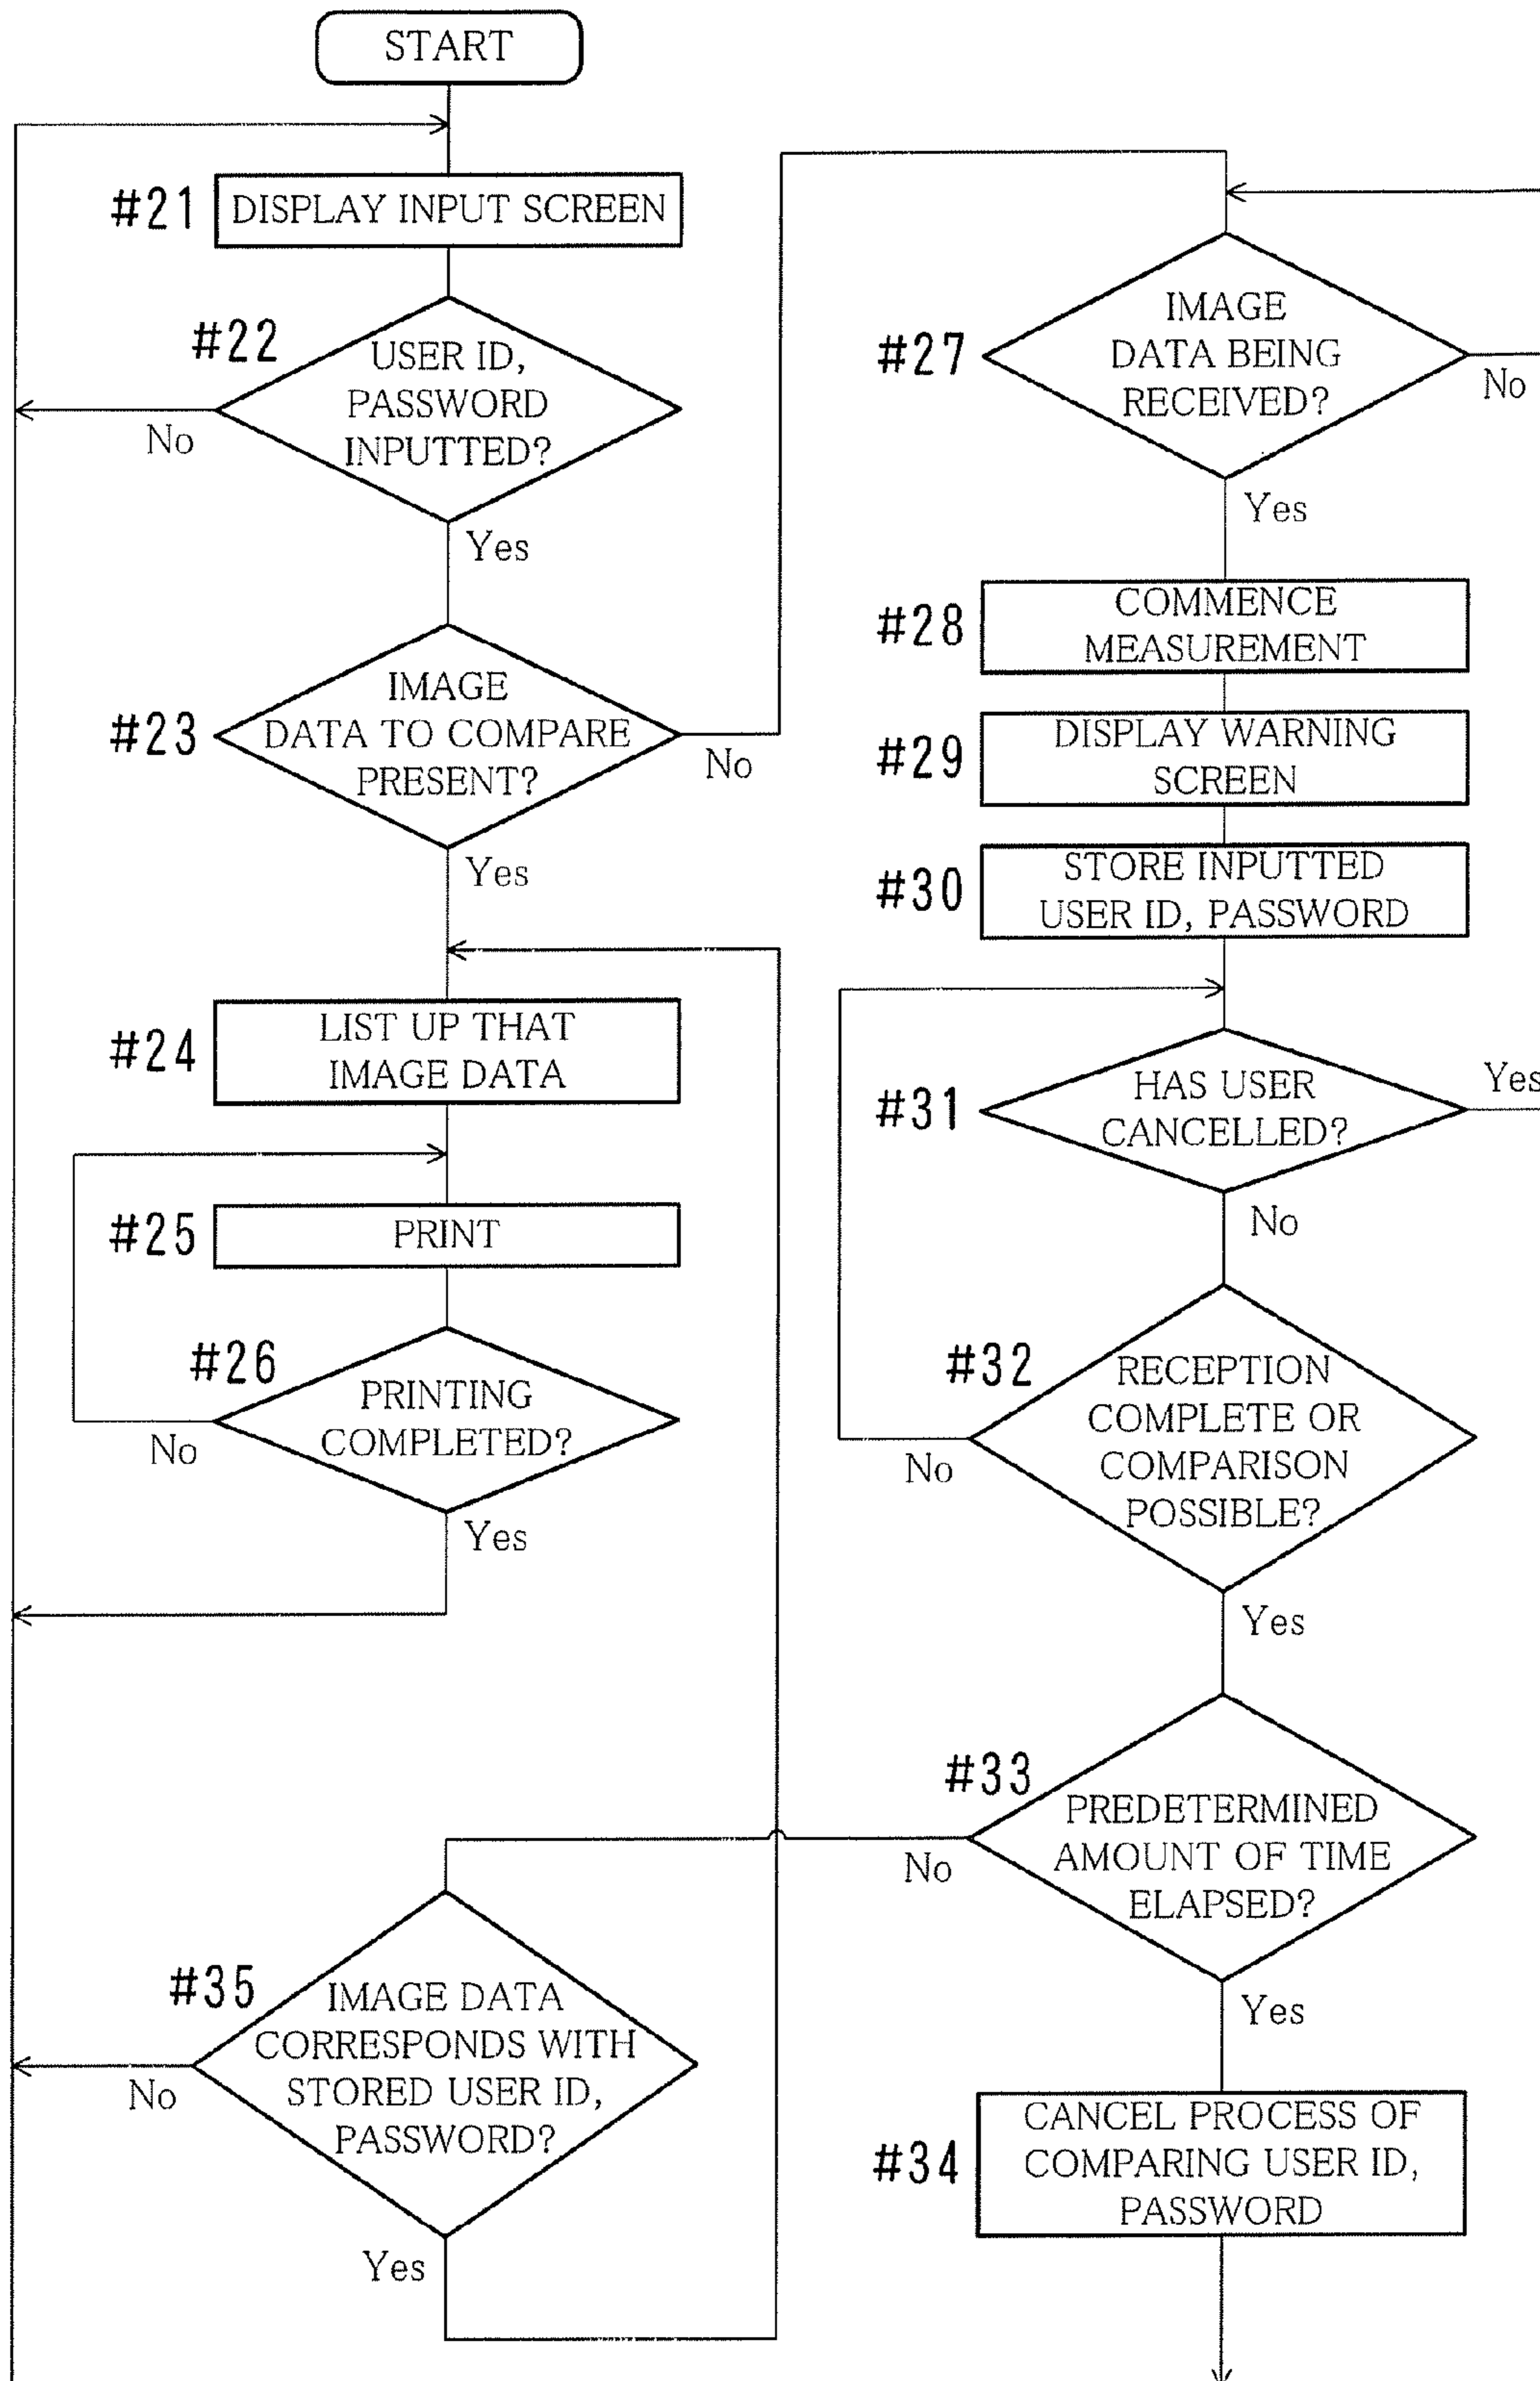 START
#21
DISPLAY INPUT SCREEN
#22
USER ID,
PASSWORD
INPUTTED?
No
Yes
#23
IMAGE
DATA TO COMPARE
PRESENT?
No
Yes
#24
LIST UP THAT
IMAGE DATA
#25
PRINT
#26
PRINTING
COMPLETED?
No
Yes
#27
IMAGE
DATA BEING
RECEIVED?
No
Yes
#28
COMMENCE
MEASUREMENT
#29
DISPLAY WARNING
SCREEN
#30
STORE INPUTTED
USER ID, PASSWORD
#31
HAS USER
CANCELLED?
Yes
No
#32
RECEPTION
COMPLETE OR
COMPARISON
POSSIBLE?
No
Yes
#33
PREDETERMINED
AMOUNT OF TIME
ELAPSED?
No
Yes
#34
CANCEL PROCESS OF
COMPARING USER ID,
PASSWORD
#35
IMAGE DATA
CORRESPONDS WITH
STORED USER ID,
PASSWORD?
No
Yes